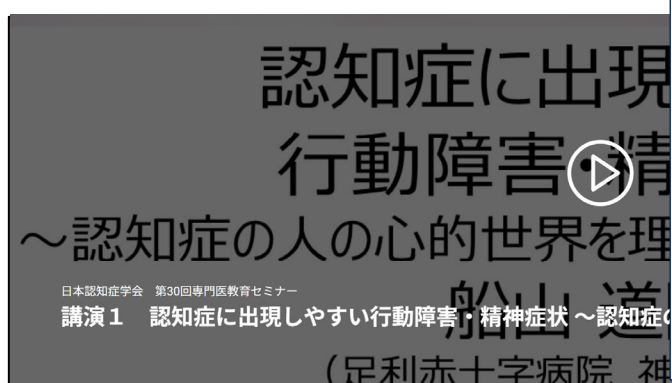 認知症に出現
行動障害・精
～認知症の人の心的世界を理
日本認知症学会　第30回専門医教育セミナー
船山 道
講演１　認知症に出現しやすい行動障害・精神症状 ～認知症の
（足利赤十字病院 神